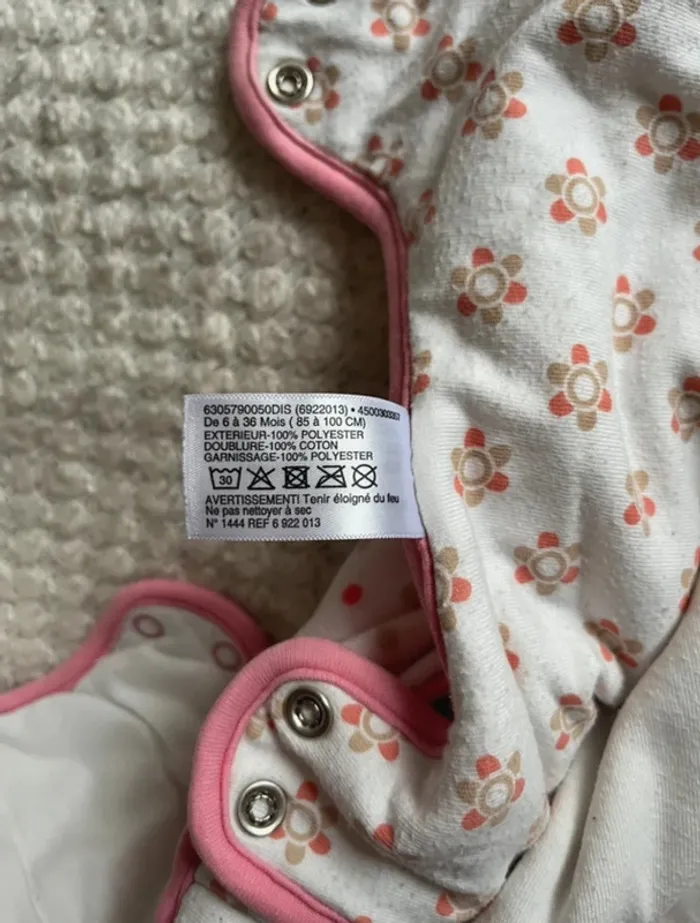 6305790050DIS (6922013) • 4500303357
De 6 à 36 Mois ( 85 à 100 CM)
EXTERIEUR-100% POLYESTER
DOUBLURE-100% COTON
GARNISSAGE-100% POLYESTER
30
AVERTISSEMENT! Tenir éloigné du feu
Ne pas nettoyer à sec
N° 1444 REF 6 922 013